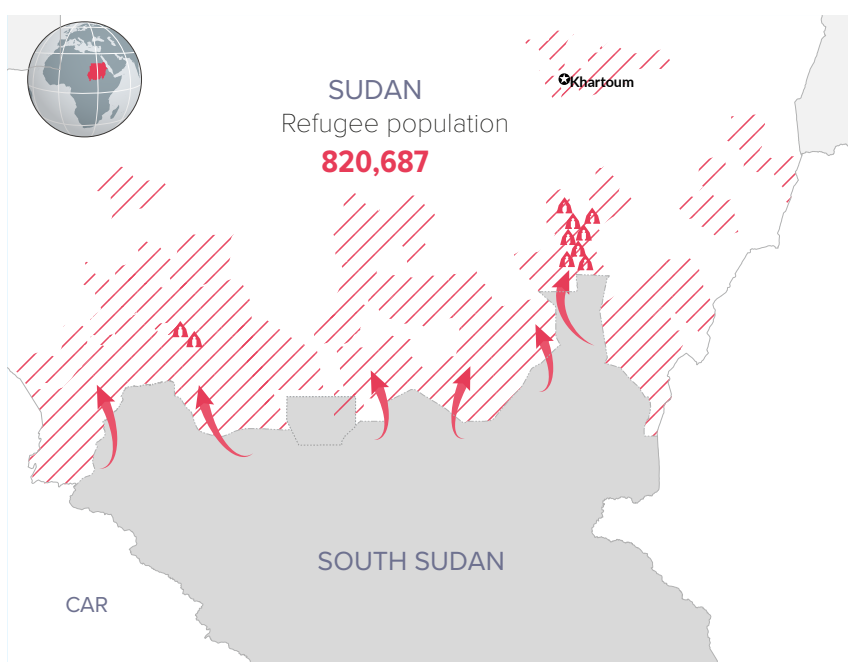 Khartoum
SUDAN
Refugee population
820,687
SOUTH SUDAN
CAR